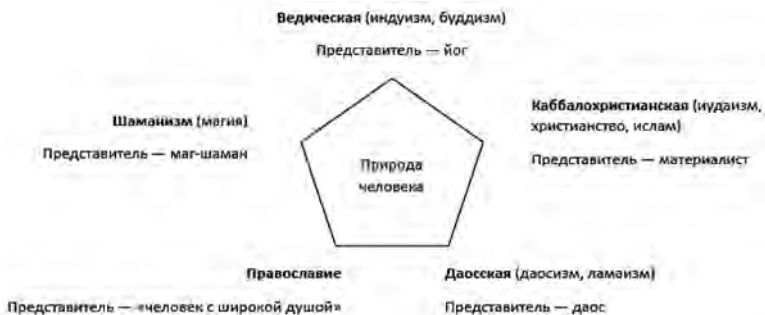 Ведическая (индуизм, буддизм)
Представитель — йог
Шаманизм (магия)
Представитель — маг-шаман
Каббалохристианская (иудаизм,
христианство, ислам)
Представитель — материалист
Природа
человека
Православие
Представитель — «человек с широкой душой»
Даосская (даосизм, ламаизм)
Представитель — даос